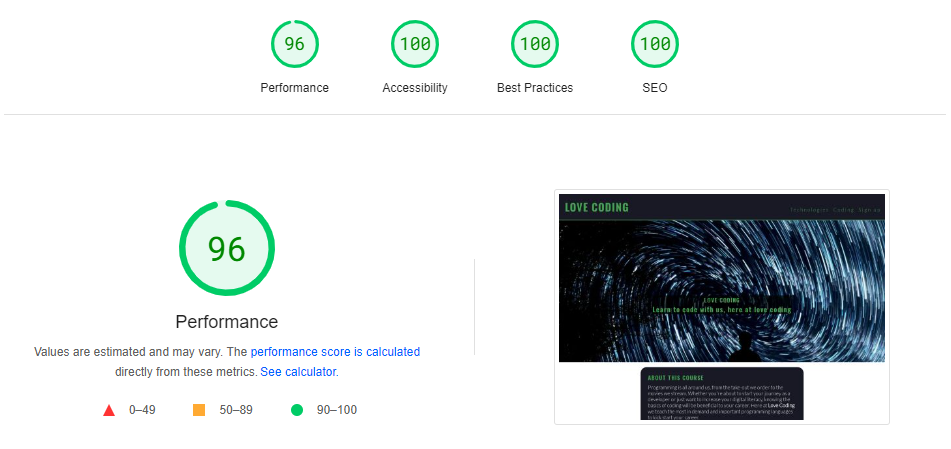 96
100
100
100
Performance
Accessibility
Best Practices
SEO
96
Performance
Values are estimated and may vary. The performance score is calculated
directly from these metrics. See calculator.
0–49
50–89
90–100
LOVE CODING
Technologies Coding Sign up
LOVE CODING
Learn to code with us, here at love coding
ABOUT THIS COURSE
Programming is all around us, from the take-out we order to the
movies we stream. Whether you're about to start your journey as a
developer or just want to increase your digital literacy, knowing the
basics of coding will be beneficial to your career. Here at Love Coding
we teach the most in demand and important programming languages
to kick start your career.